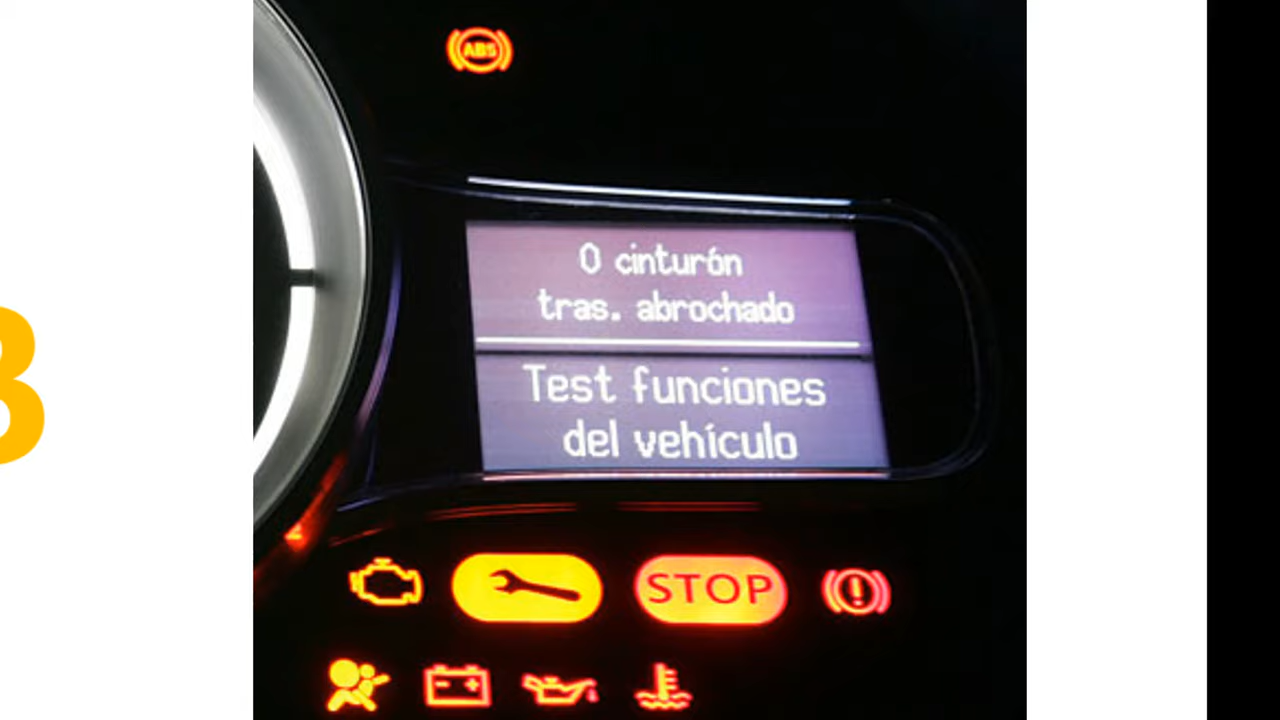 ABS
0 cinturón
tras. abrochado
Test funciones
del vehículo
STOP